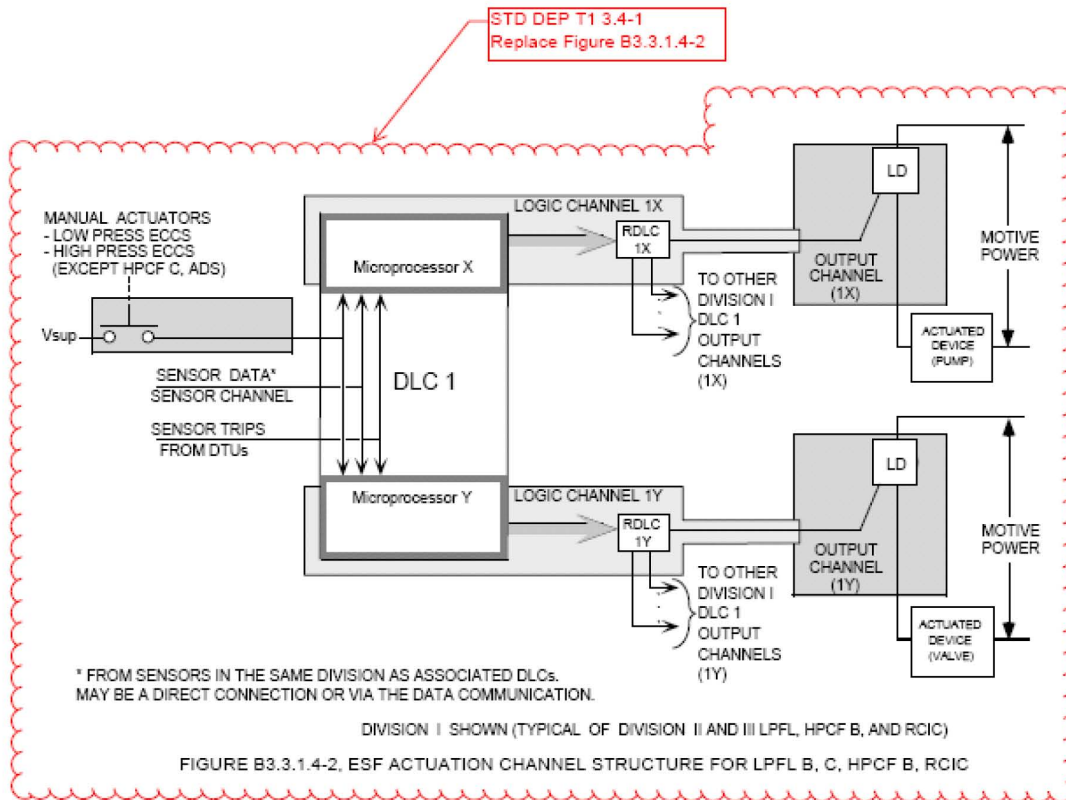 STD DEP T1 3.4-1
Replace Figure B3.3.1.4-2
MANUAL ACTUATORS
- LOW PRESS ECCS
- HIGH PRESS ECCS
(EXCEPT HPCF C, ADS)
Vsup
SENSOR DATA*
SENSOR CHANNEL
SENSOR TRIPS
FROM DTUs
LOGIC CHANNEL 1X
Microprocessor X
RDLC
1X
TO OTHER
DIVISION I
DLC 1
OUTPUT
CHANNELS
(1X)
DLC 1
LD
OUTPUT
CHANNEL
(1X)
MOTIVE
POWER
ACTUATED
DEVICE
(PUMP)
LOGIC CHANNEL 1Y
Microprocessor Y
RDLC
1Y
TO OTHER
DIVISION I
DLC 1
OUTPUT
CHANNELS
(1Y)
LD
OUTPUT
CHANNEL
(1Y)
MOTIVE
POWER
ACTUATED
DEVICE
(VALVE)
* FROM SENSORS IN THE SAME DIVISION AS ASSOCIATED DLCs.
MAY BE A DIRECT CONNECTION OR VIA THE DATA COMMUNICATION.
DIVISION I SHOWN (TYPICAL OF DIVISION II AND III LPFL, HPCF B, AND RCIC)
FIGURE B3.3.1.4-2, ESF ACTUATION CHANNEL STRUCTURE FOR LPFL B, C, HPCF B, RCIC